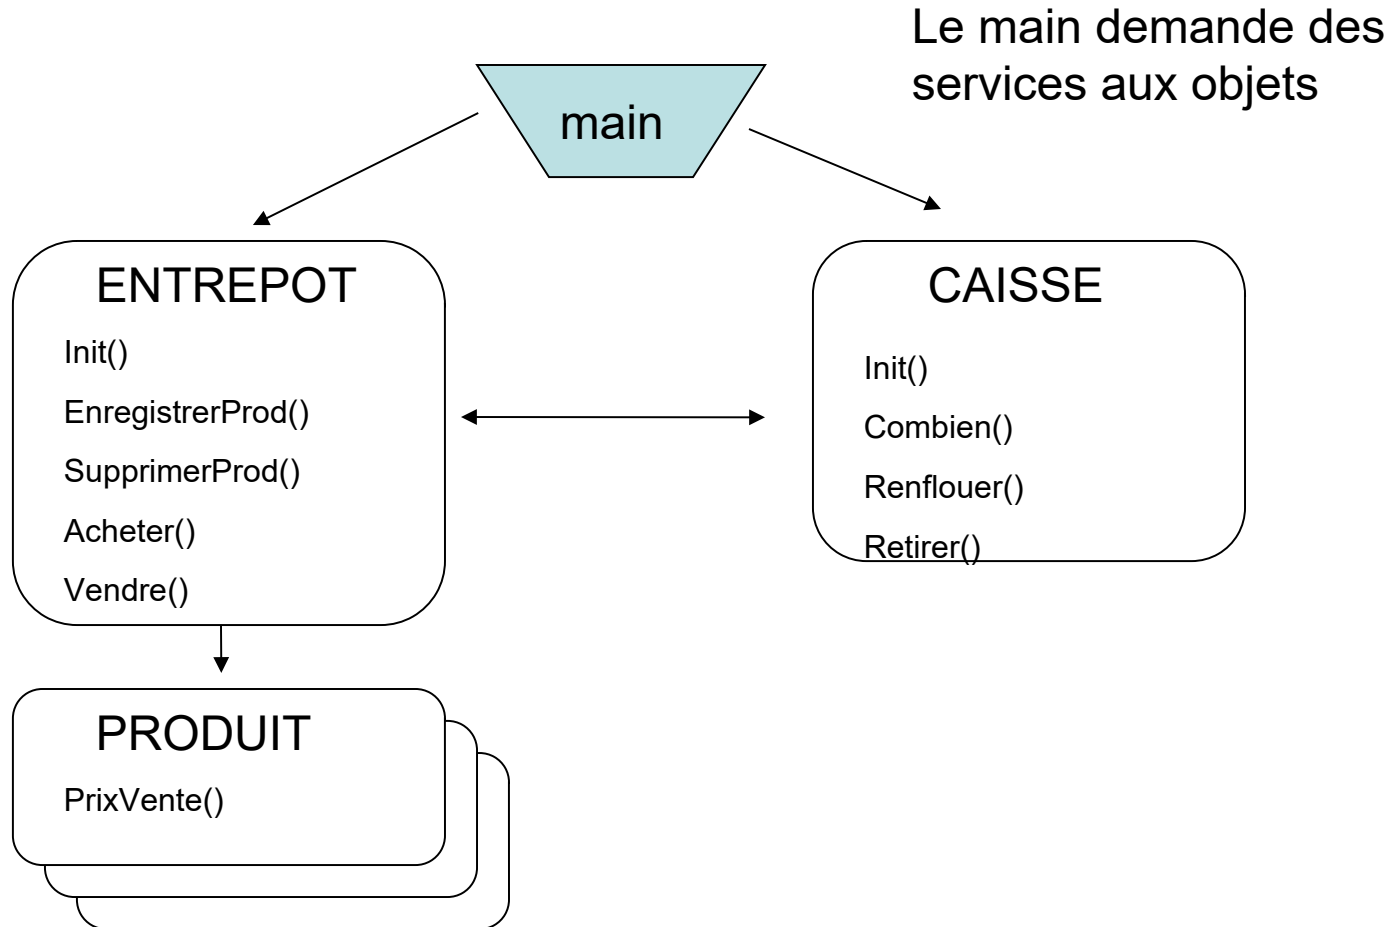 Le main demande des
services aux objets
main
ENTREPOT
Init()
EnregistrerProd()
SupprimerProd()
Acheter()
Vendre()
CAISSE
Init()
Combien()
Renflouer()
Retirer()
PRODUIT
PrixVente()